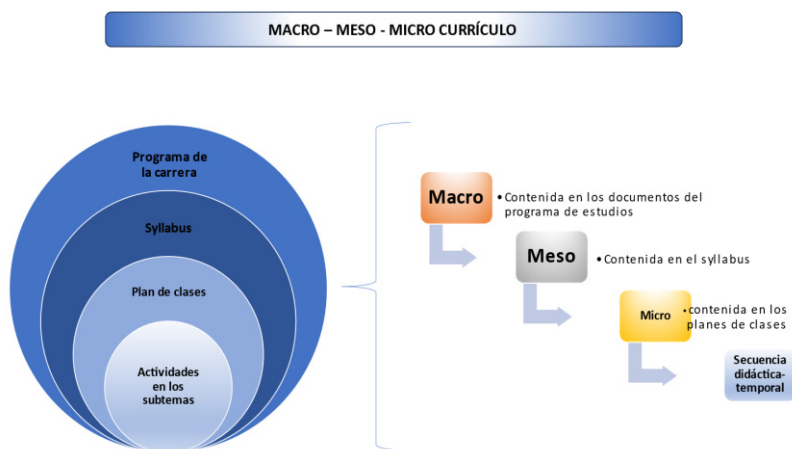 MACRO – MESO - MICRO CURRÍCULO
Programa de
la carrera
Syllabus
Plan de clases
Actividades
en los
subtemas
Macro
•Contenida en los documentos del
programa de estudios
Meso
•Contenida en el syllabus
Micro
•contenida en los
planes de clases
Secuencia
didáctica-
temporal